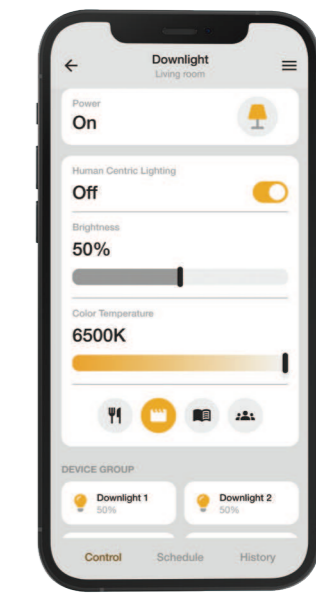 Downlight
Living room
Power
On
Human Centric Lighting
Off
Brightness
50%
Color Temperature
6500K
DEVICE GROUP
Downlight 1
50%
Downlight 2
50%
Control Schedule History